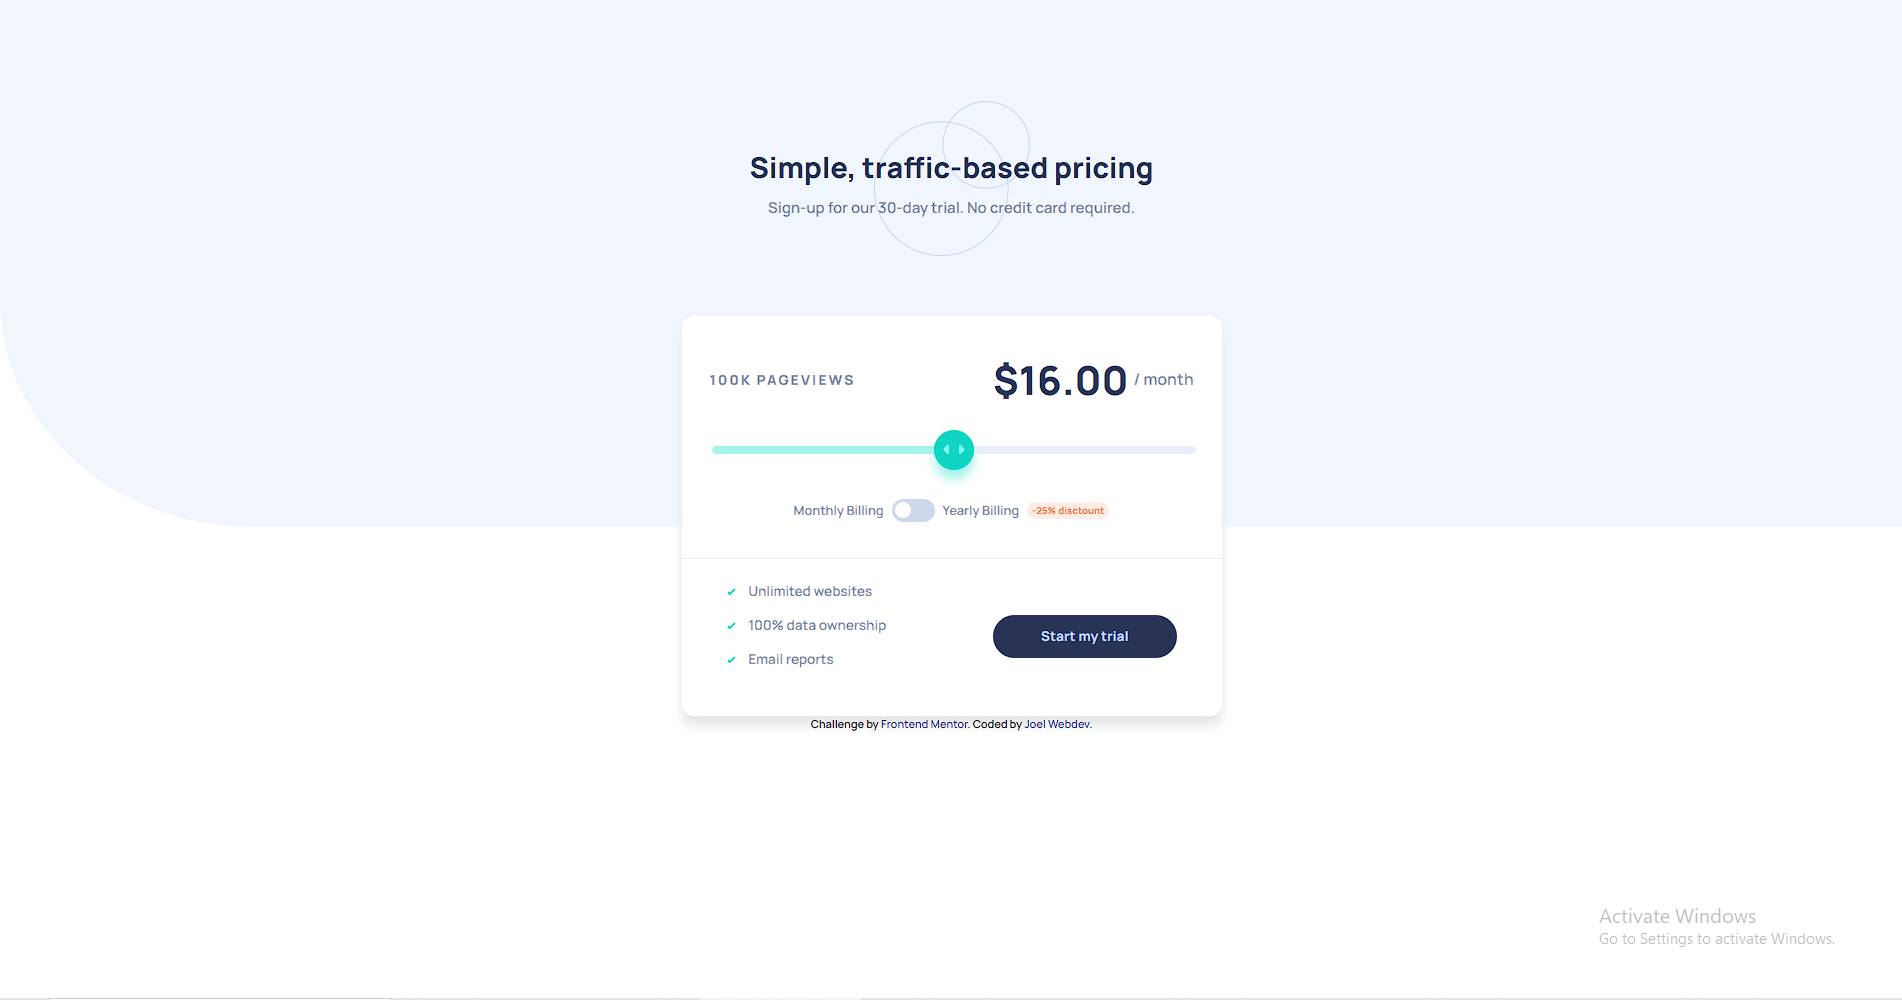 Simple, traffic-based pricing
Sign-up for our 30-day trial. No credit card required.
100K PAGEVIEWS
$16.00 / month
Monthly Billing
Yearly Billing
-25% disctount
Unlimited websites
100% data ownership
Email reports
Start my trial
Challenge by Frontend Mentor. Coded by Joel Webdev.
Activate Windows
Go to Settings to activate Windows.